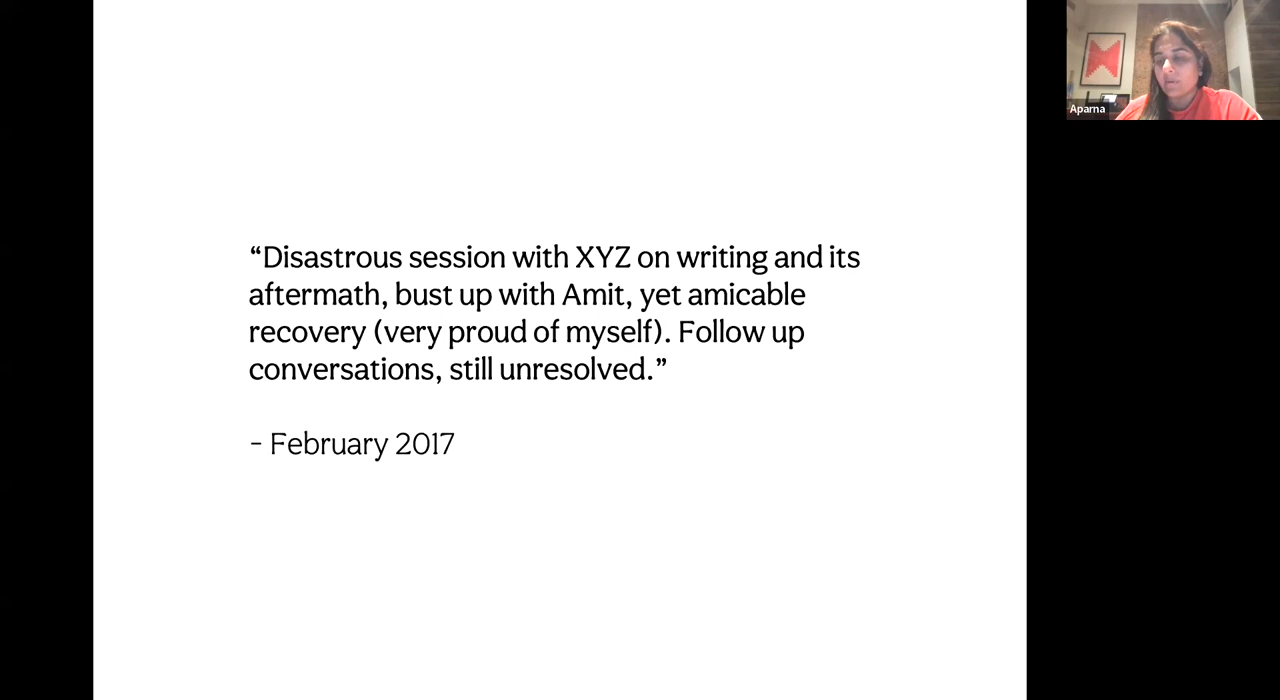 “Disastrous session with XYZ on writing and its
aftermath, bust up with Amit, yet amicable
recovery (very proud of myself). Follow up
conversations, still unresolved.”
– February 2017
Aparna